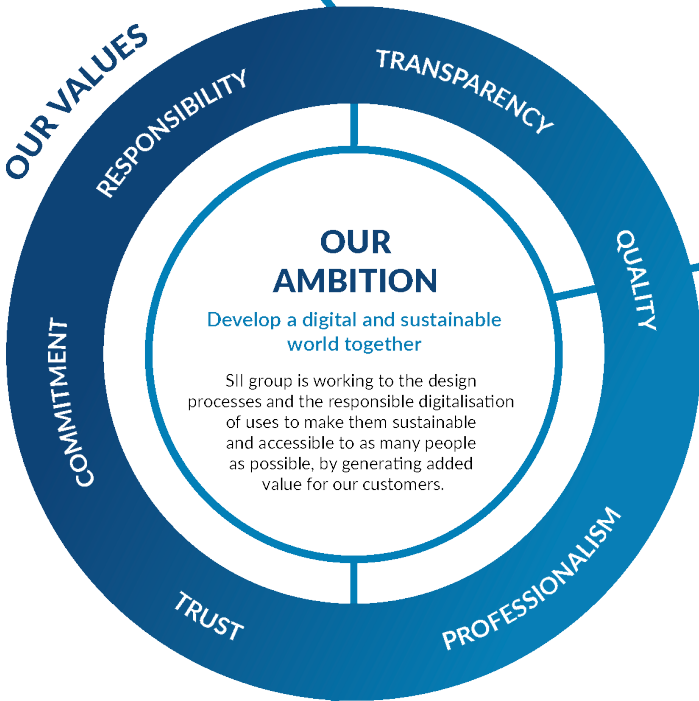 OUR VALUES
RESPONSIBILITY
TRANSPARENCY
QUALITY
PROFESSIONALISM
TRUST
COMMITMENT
OUR
AMBITION
Develop a digital and sustainable
world together
SII group is working to the design
processes and the responsible digitalisation
of uses to make them sustainable
and accessible to as many people
as possible, by generating added
value for our customers.